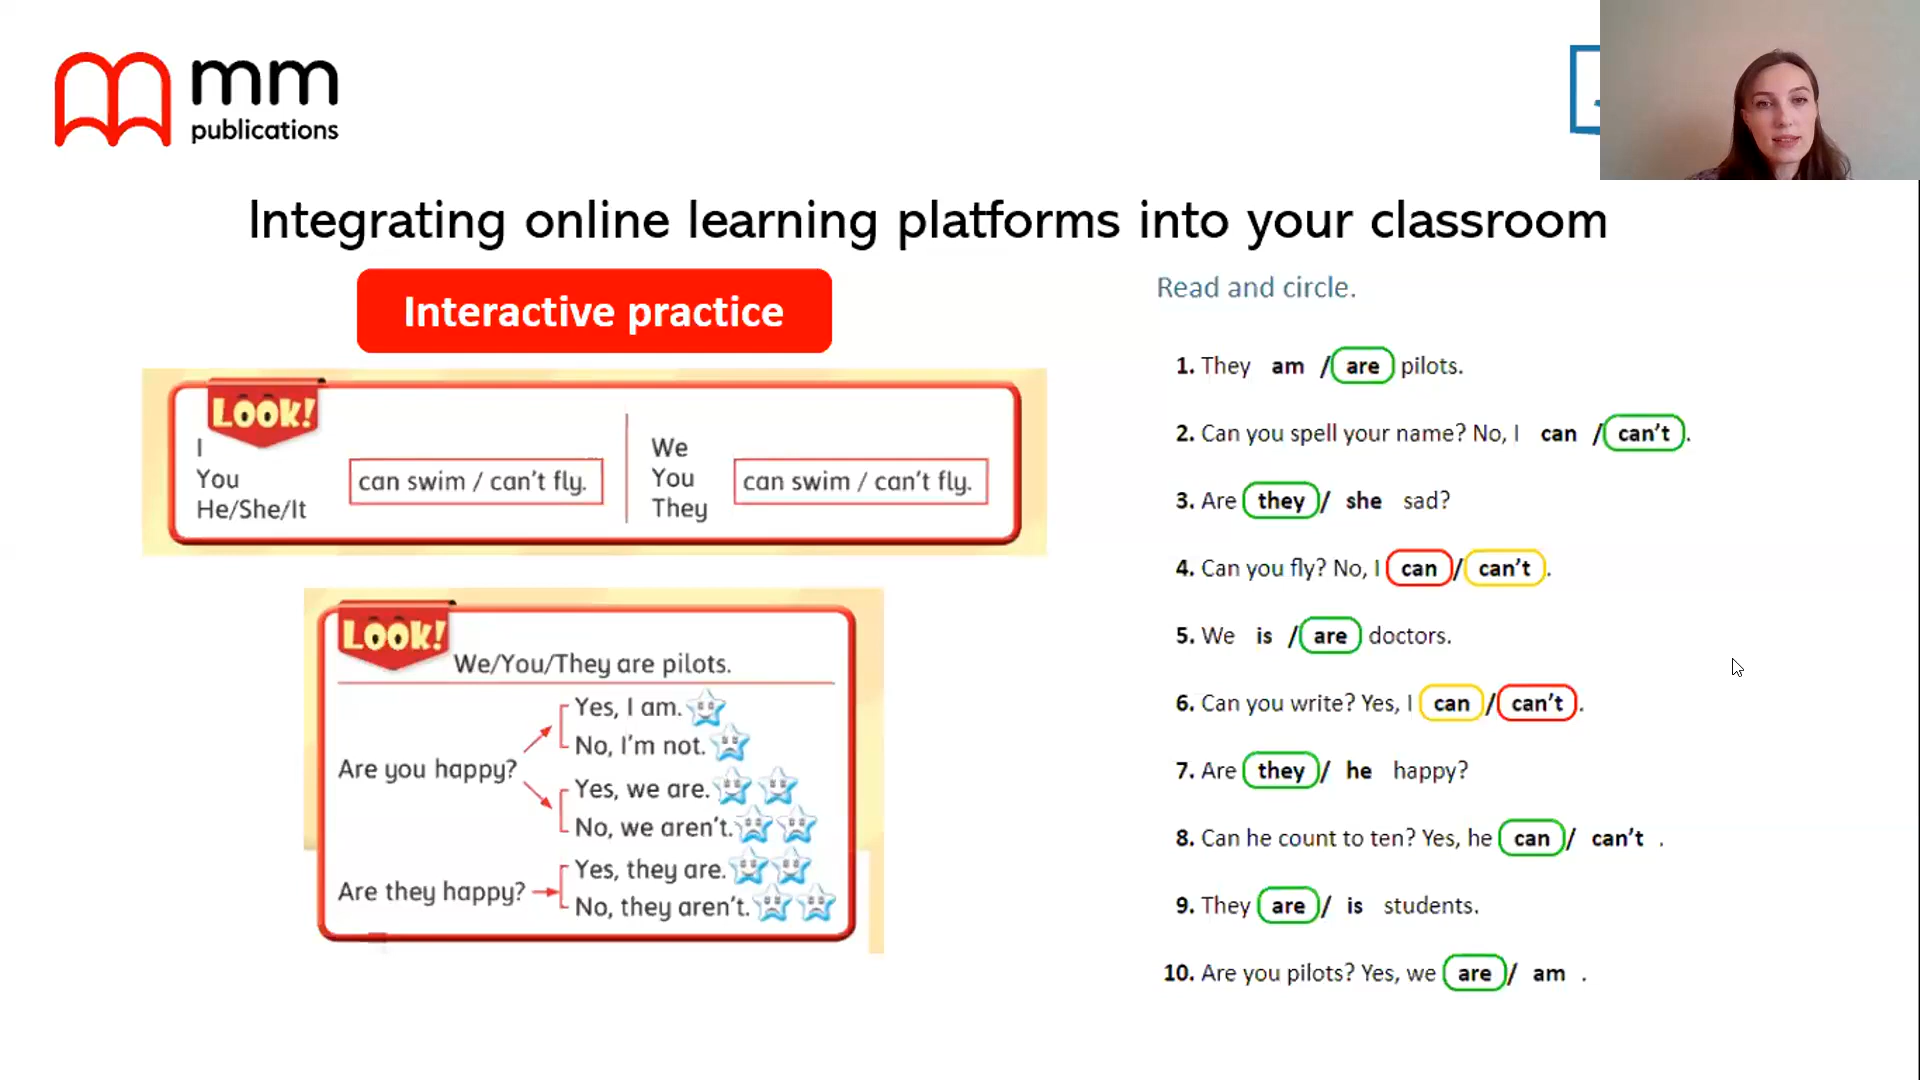 mm
publications
Integrating online learning platforms into your classroom
Interactive practice
LOOK!
I
You
He/She/It
can swim / can't fly.
We
You
They
can swim / can't fly.
LOOK!
We/You/They are pilots.
Are you happy?
Yes, I am.
No, I'm not.
Yes, we are.
No, we aren't.
Are they happy?
Yes, they are.
No, they aren't.
Read and circle.
1. They am / are pilots.
2. Can you spell your name? No, I can / can't .
3. Are they / she sad?
4. Can you fly? No, I can / can't .
5. We is / are doctors.
6. Can you write? Yes, I can / can't .
7. Are they / he happy?
8. Can he count to ten? Yes, he can / can't .
9. They are / is students.
10. Are you pilots? Yes, we are / am .